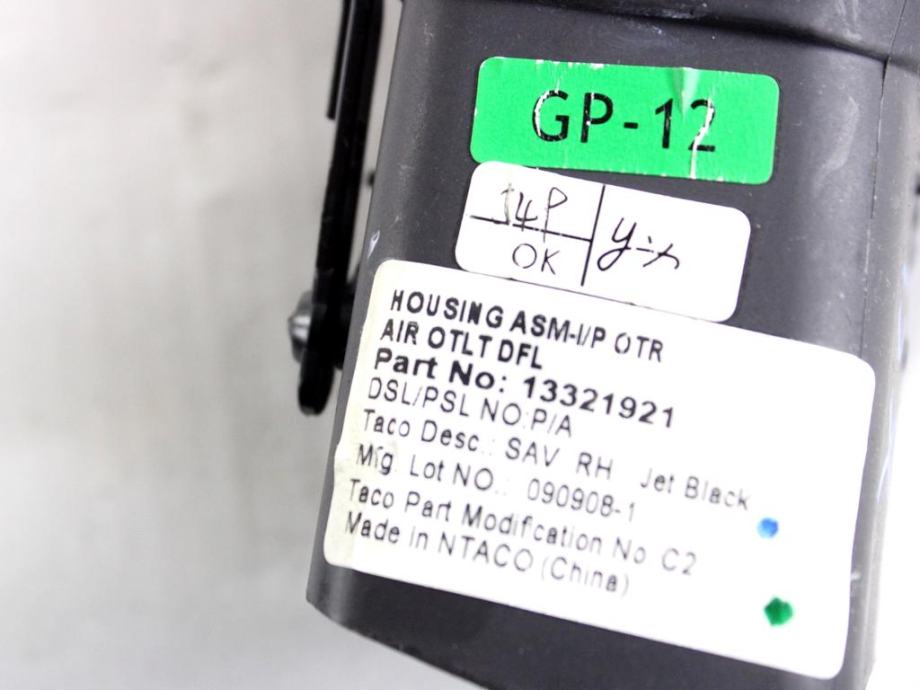 GP-12
14P
OK
HOUSING ASM-I/P OTR
AIR OTLT DFL
Part No: 13321921
DSL/PSL NO:P/A
Taco Desc.: SAV RH Jet Black
Mfg. Lot NO.: 090908-1
Taco Part Modifcation No C2
Made in NTACO (China)